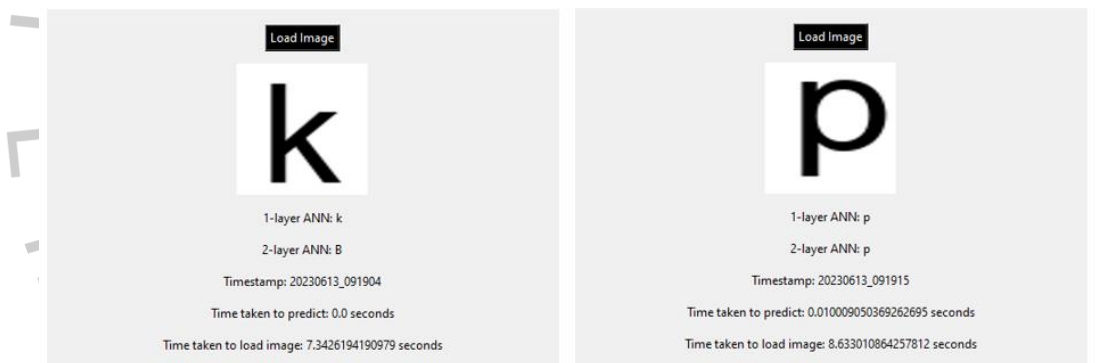 Load Image
k
1-layer ANN: k
2-layer ANN: B
Timestamp: 20230613_091904
Time taken to predict: 0.0 seconds
Time taken to load image: 7.3426194190979 seconds
Load Image
p
1-layer ANN: p
2-layer ANN: p
Timestamp: 20230613_091915
Time taken to predict: 0.010009050369262695 seconds
Time taken to load image: 8.633010864257812 seconds